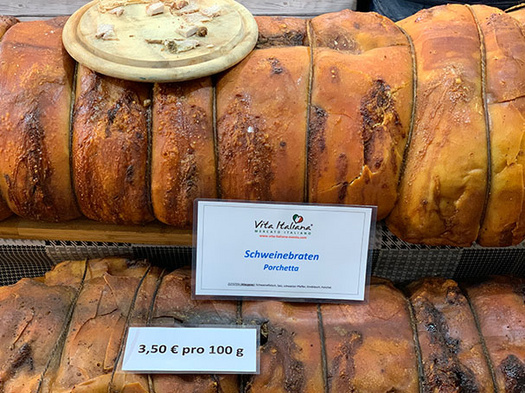 Vita Italiana
MERCATO ITALIANO
Schweinebraten
Porchetta
3,50 € pro 100 g